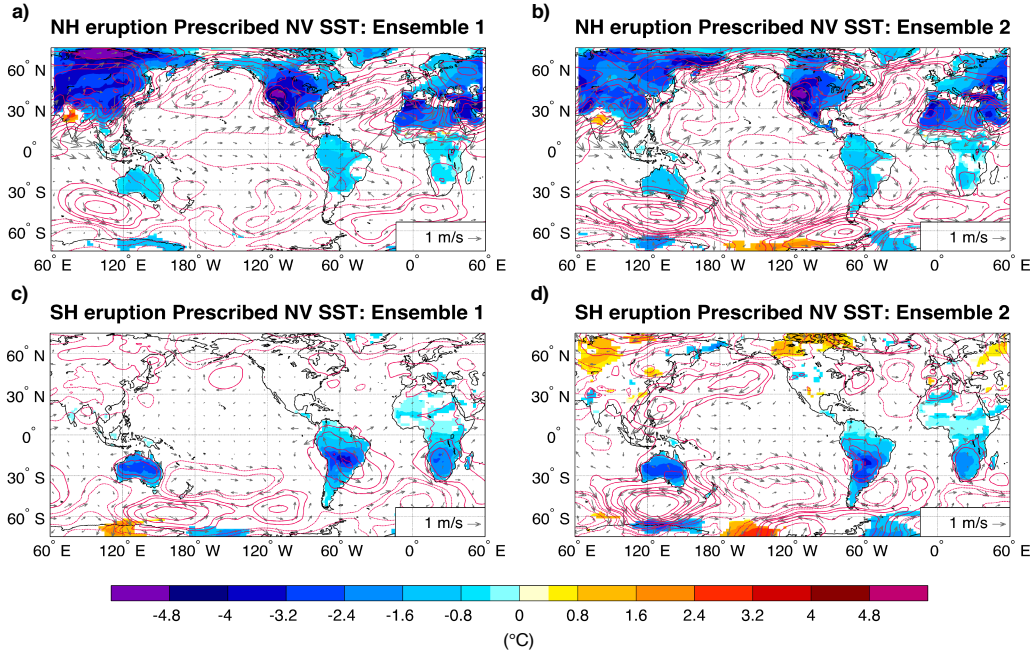 a)
NH eruption Prescribed NV SST: Ensemble 1
60° N
30° N
0°
30° S
60° S
1 m/s
60° E 120° E 180° W 120° W 60° W 0°
b)
NH eruption Prescribed NV SST: Ensemble 2
60° N
30° N
0°
30° S
60° S
1 m/s
60° E 120° E 180° W 120° W 60° W 0° 60° E
c)
SH eruption Prescribed NV SST: Ensemble 1
60° N
30° N
0°
30° S
60° S
1 m/s
60° E 120° E 180° W 120° W 60° W 0°
d)
SH eruption Prescribed NV SST: Ensemble 2
60° N
30° N
0°
30° S
60° S
1 m/s
60° E 120° E 180° W 120° W 60° W 0° 60° E
-4.8 -4 -3.2 -2.4 -1.6 -0.8 0 0.8 1.6 2.4 3.2 4 4.8
(°C)